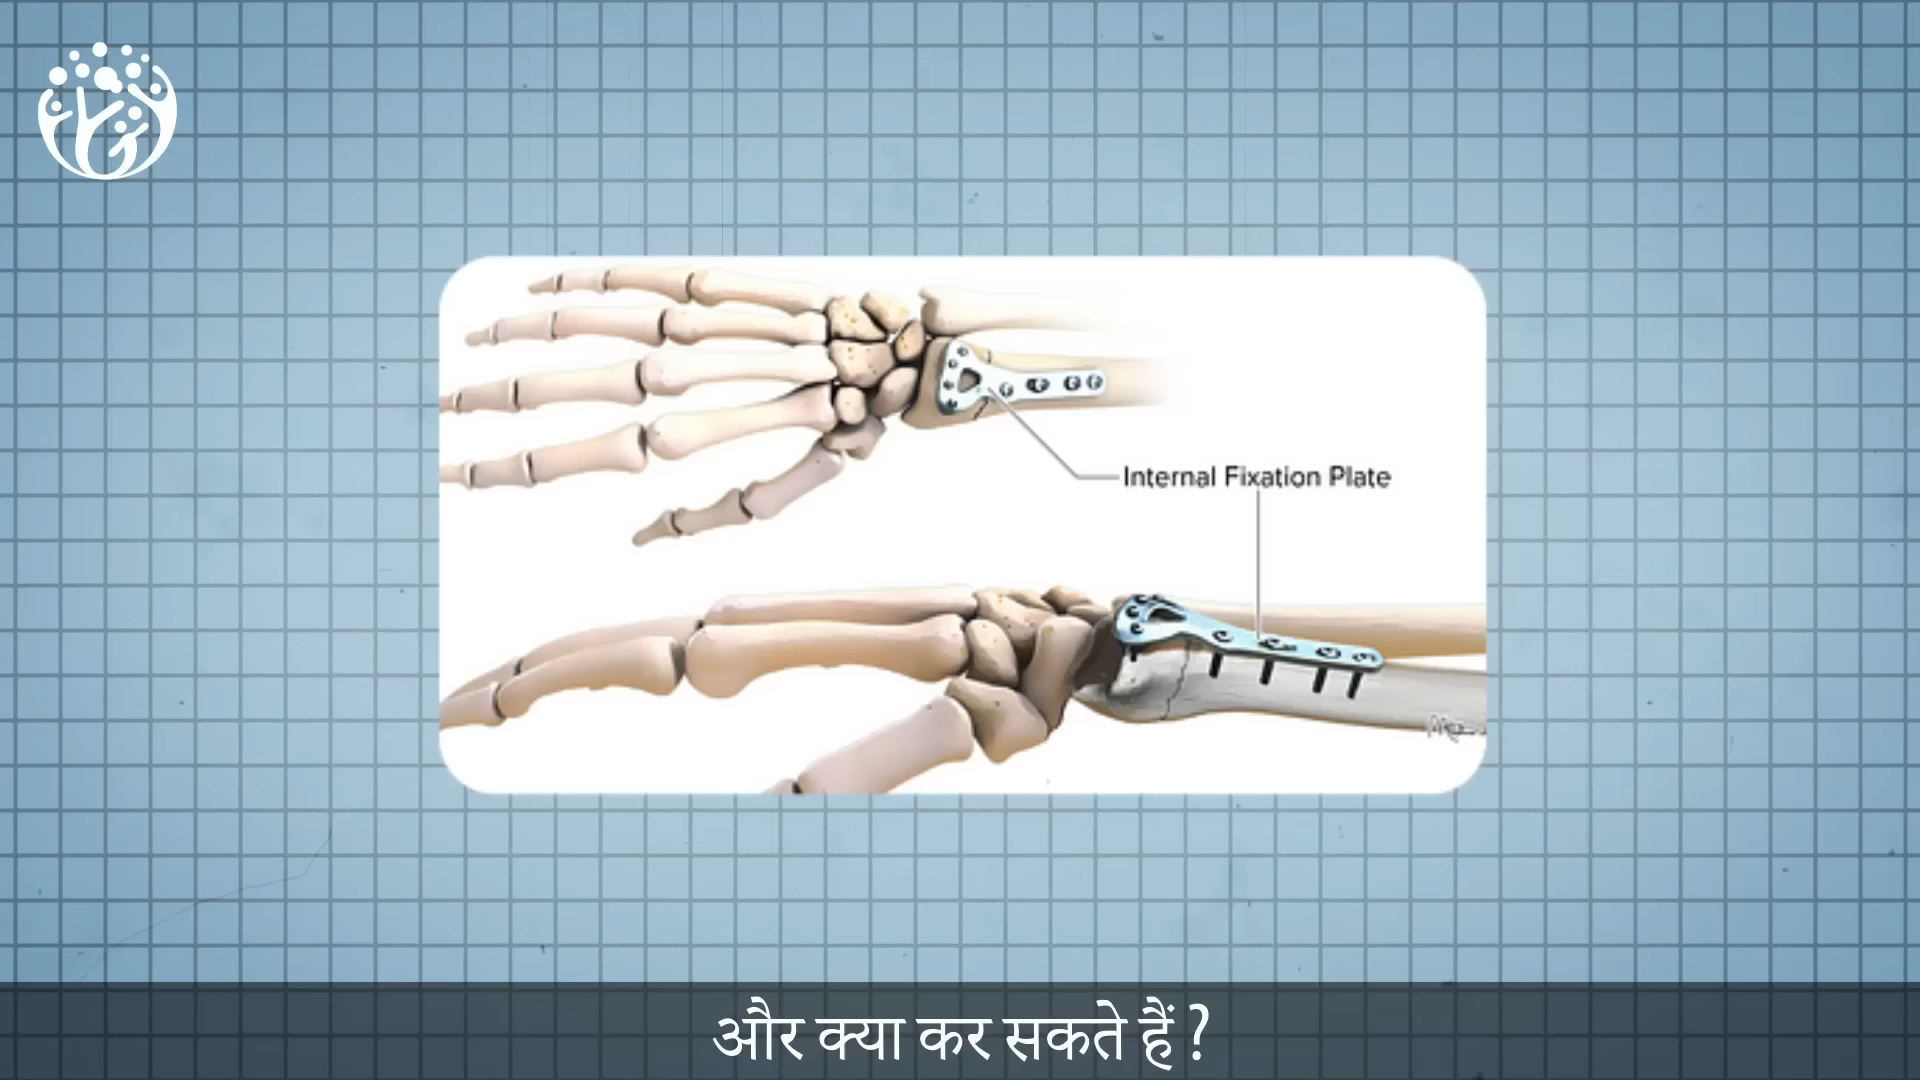 Internal Fixation Plate
और क्या कर सकते हैं ?